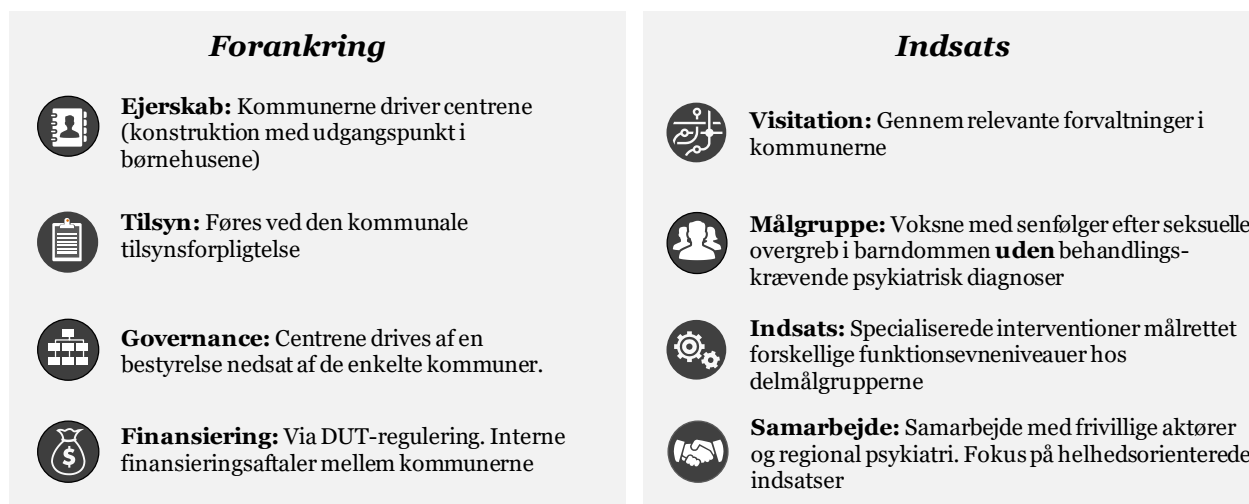 Forankring
Ejerskab: Kommunerne driver centrene
(konstruktion med udgangspunkt i
børnehusene)
Tilsyn: Føres ved den kommunale
tilsynsforpligtelse
Governance: Centrene drives af en
bestyrelse nedsat af de enkelte kommuner.
Finansiering: Via DUT-regulering. Interne
finansieringsaftaler mellem kommunerne
Indsats
Visitation: Gennem relevante forvaltninger i
kommunerne
Målgruppe: Voksne med senfølger efter seksuelle
overgreb i barndommen uden behandlings-
krævende psykiatrisk diagnoser
Indsats: Specialiserede interventioner målrettet
forskellige funktionsevneniveauer hos
delmålgrupperne
Samarbejde: Samarbejde med frivillige aktører
og regional psykiatri. Fokus på helhedsorienterede
indsatser